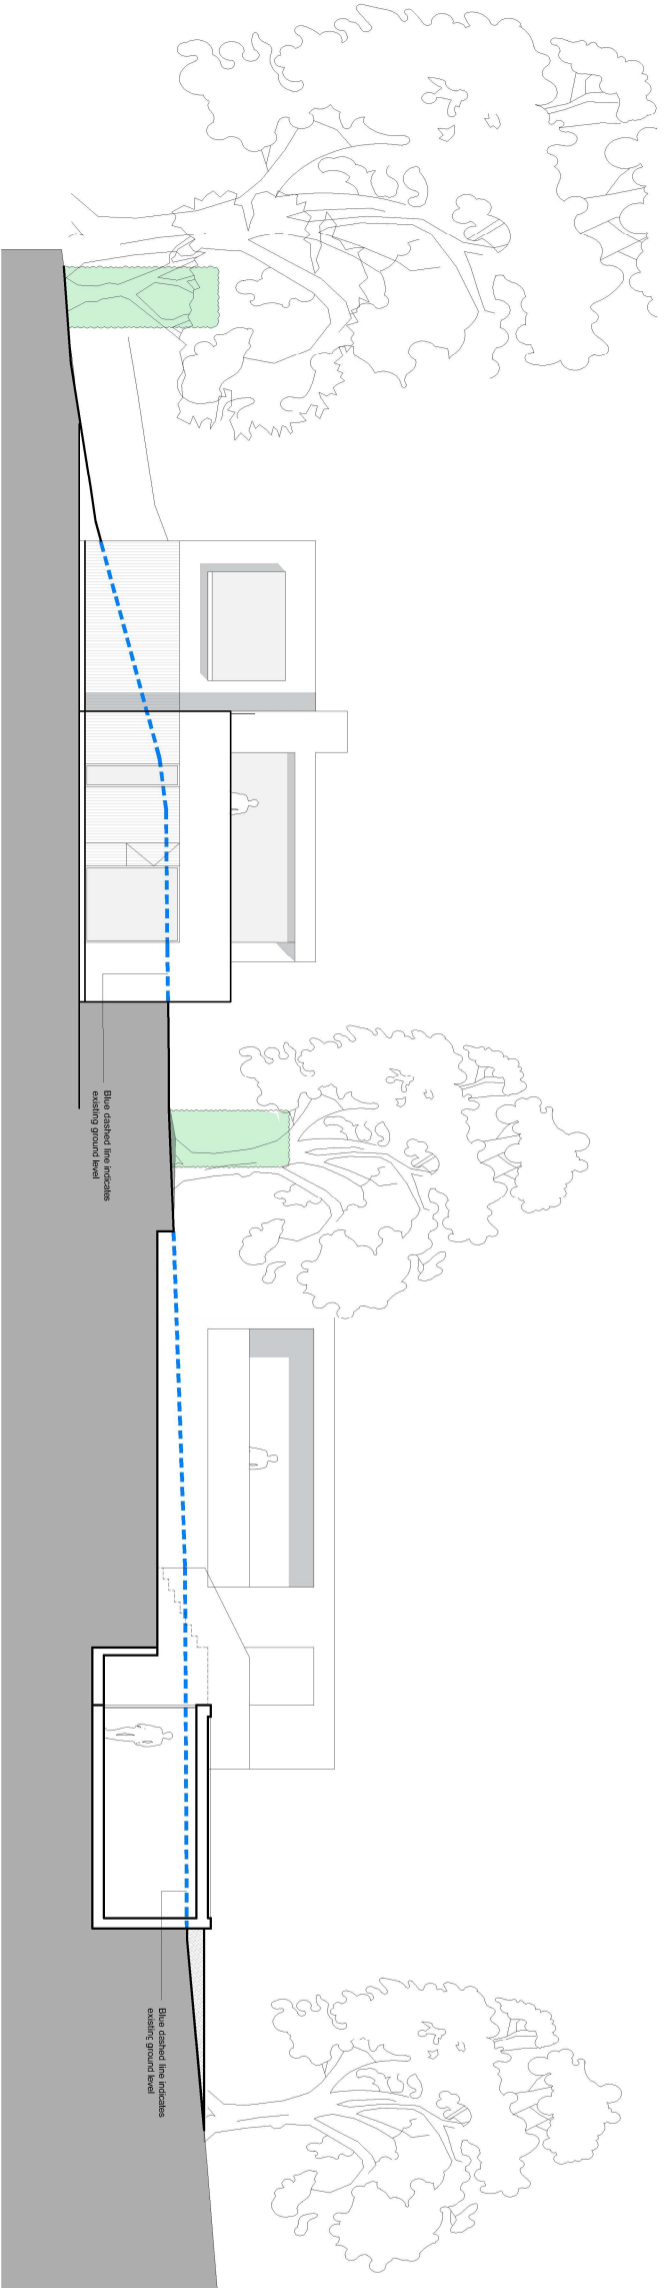 Blue dashed line indicates
existing ground level
Blue dashed line indicates
existing ground level